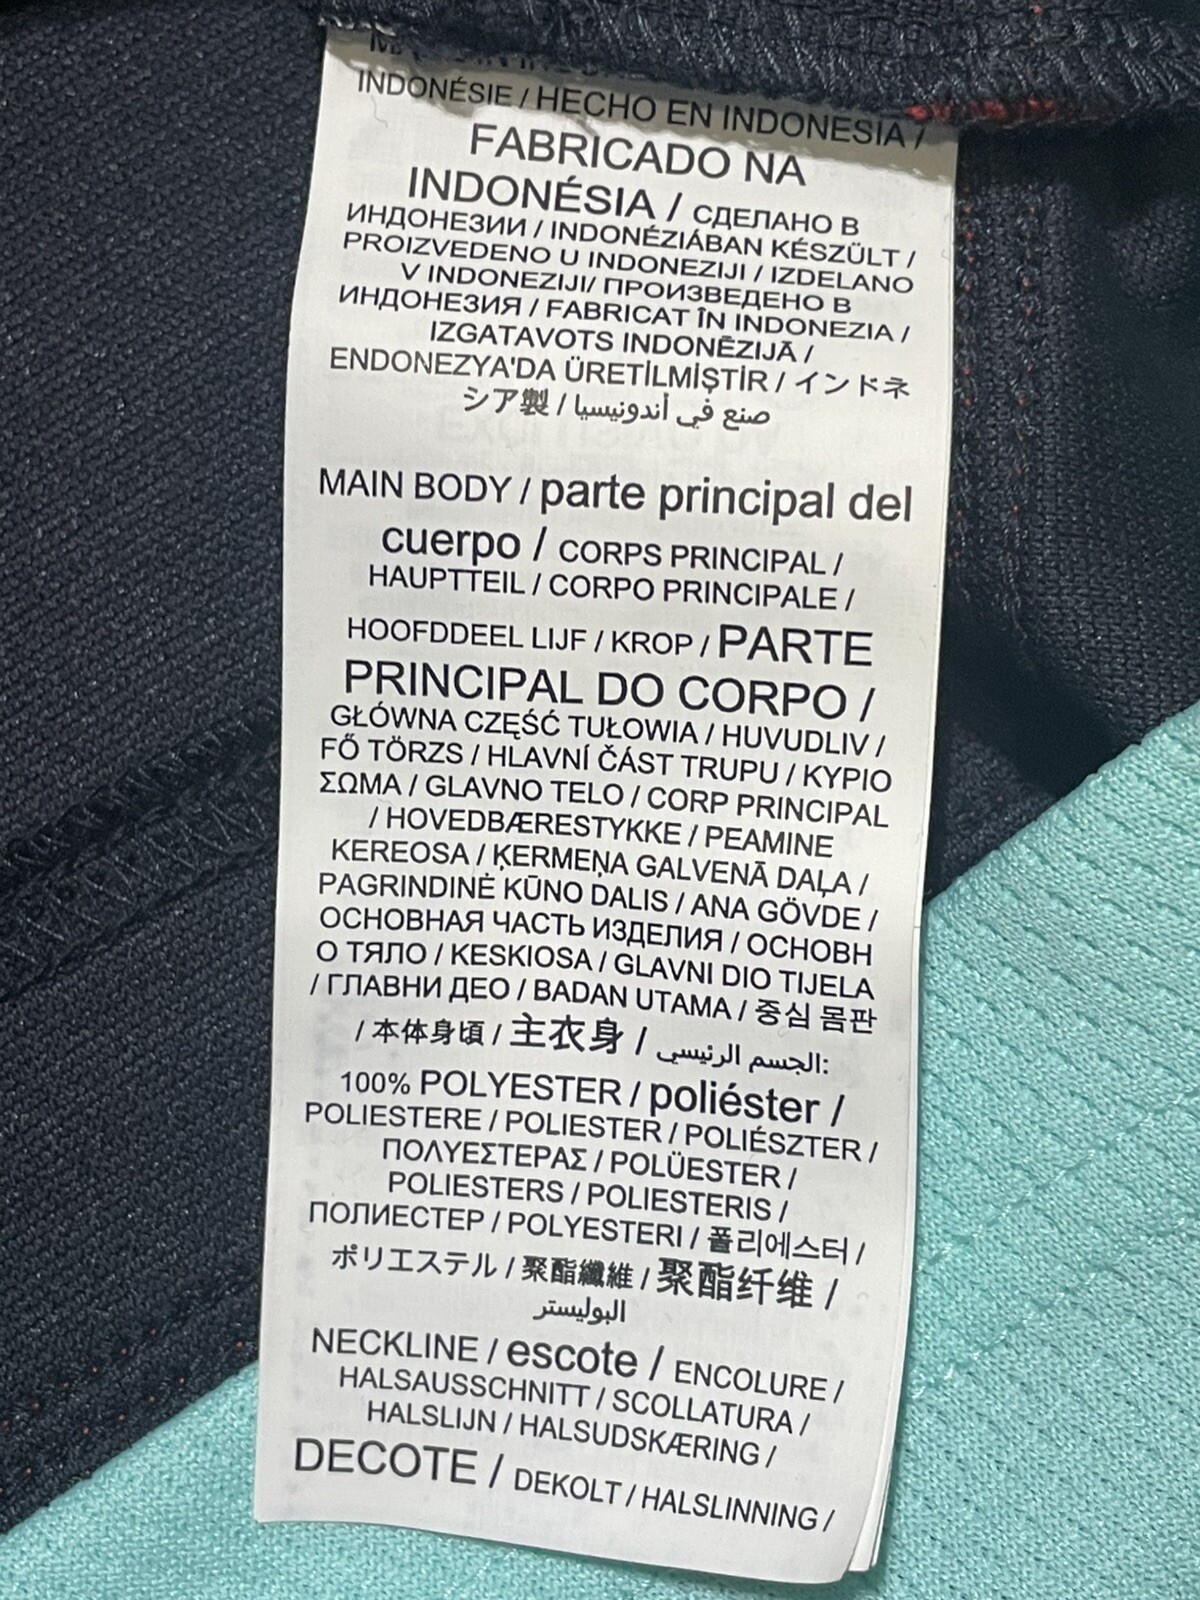 INDONÉSIE / HECHO EN INDONESIA /
FABRICADO NA
INDONÉSIA / СДЕЛАНО В
ИНДОНЕЗИИ / INDONÉZIÁBAN KÉSZÜLT /
PROIZVEDENO U INDONEZIJI / IZDELANO
V INDONEZIJI/ ПРОИЗВЕДЕНО В
ИНДОНЕЗИЯ / FABRICAT ÎN INDONEZIA /
IZGATAVOTS INDONĒZIJĀ /
ENDONEZYA'DA ÜRETİLMİŞTİR / インドネ
シア製 / صنع في أندونيسيا
MAIN BODY / parte principal del
cuerpo / CORPS PRINCIPAL /
HAUPTTEIL / CORPO PRINCIPALE /
HOOFDDEEL LIJF / KROP / PARTE
PRINCIPAL DO CORPO /
GŁÓWNA CZĘŚĆ TUŁOWIA / HUVUDLIV /
FŐ TÖRZS / HLAVNÍ ČÁST TRUPU / ΚΥΡΙΟ
ΣΩΜΑ / GLAVNO TELO / CORP PRINCIPAL
/ HOVEDBÆRESTYKKE / PEAMINE
KEREOSA / ĶERMEŅA GALVENĀ DAĻA /
PAGRINDINĖ KŪNO DALIS / ANA GÖVDE /
ОСНОВНАЯ ЧАСТЬ ИЗДЕЛИЯ / ОСНОВН
О ТЯЛО / KESKIOSA / GLAVNI DIO TIJELA
/ ГЛАВНИ ДЕО / BADAN UTAMA / 중심 몸판
/ 本体身頃 / 主衣身 / الجسم الرئيسي:
100% POLYESTER / poliéster /
POLIESTERE / POLIESTER / POLIÉSZTER /
ΠΟΛΥΕΣΤΕΡΑΣ / POLÜESTER /
POLIESTERS / POLIESTERIS /
ПОЛИЕСТЕР / POLYESTERI / 폴리에스터 /
ポリエステル / 聚酯纖維 / 聚酯纤维 /
البوليستر
NECKLINE / escote / ENCOLURE /
HALSAUSSCHNITT / SCOLLATURA /
HALSLIJN / HALSUDSKÆRING /
DECOTE / DEKOLT / HALSLINNING /